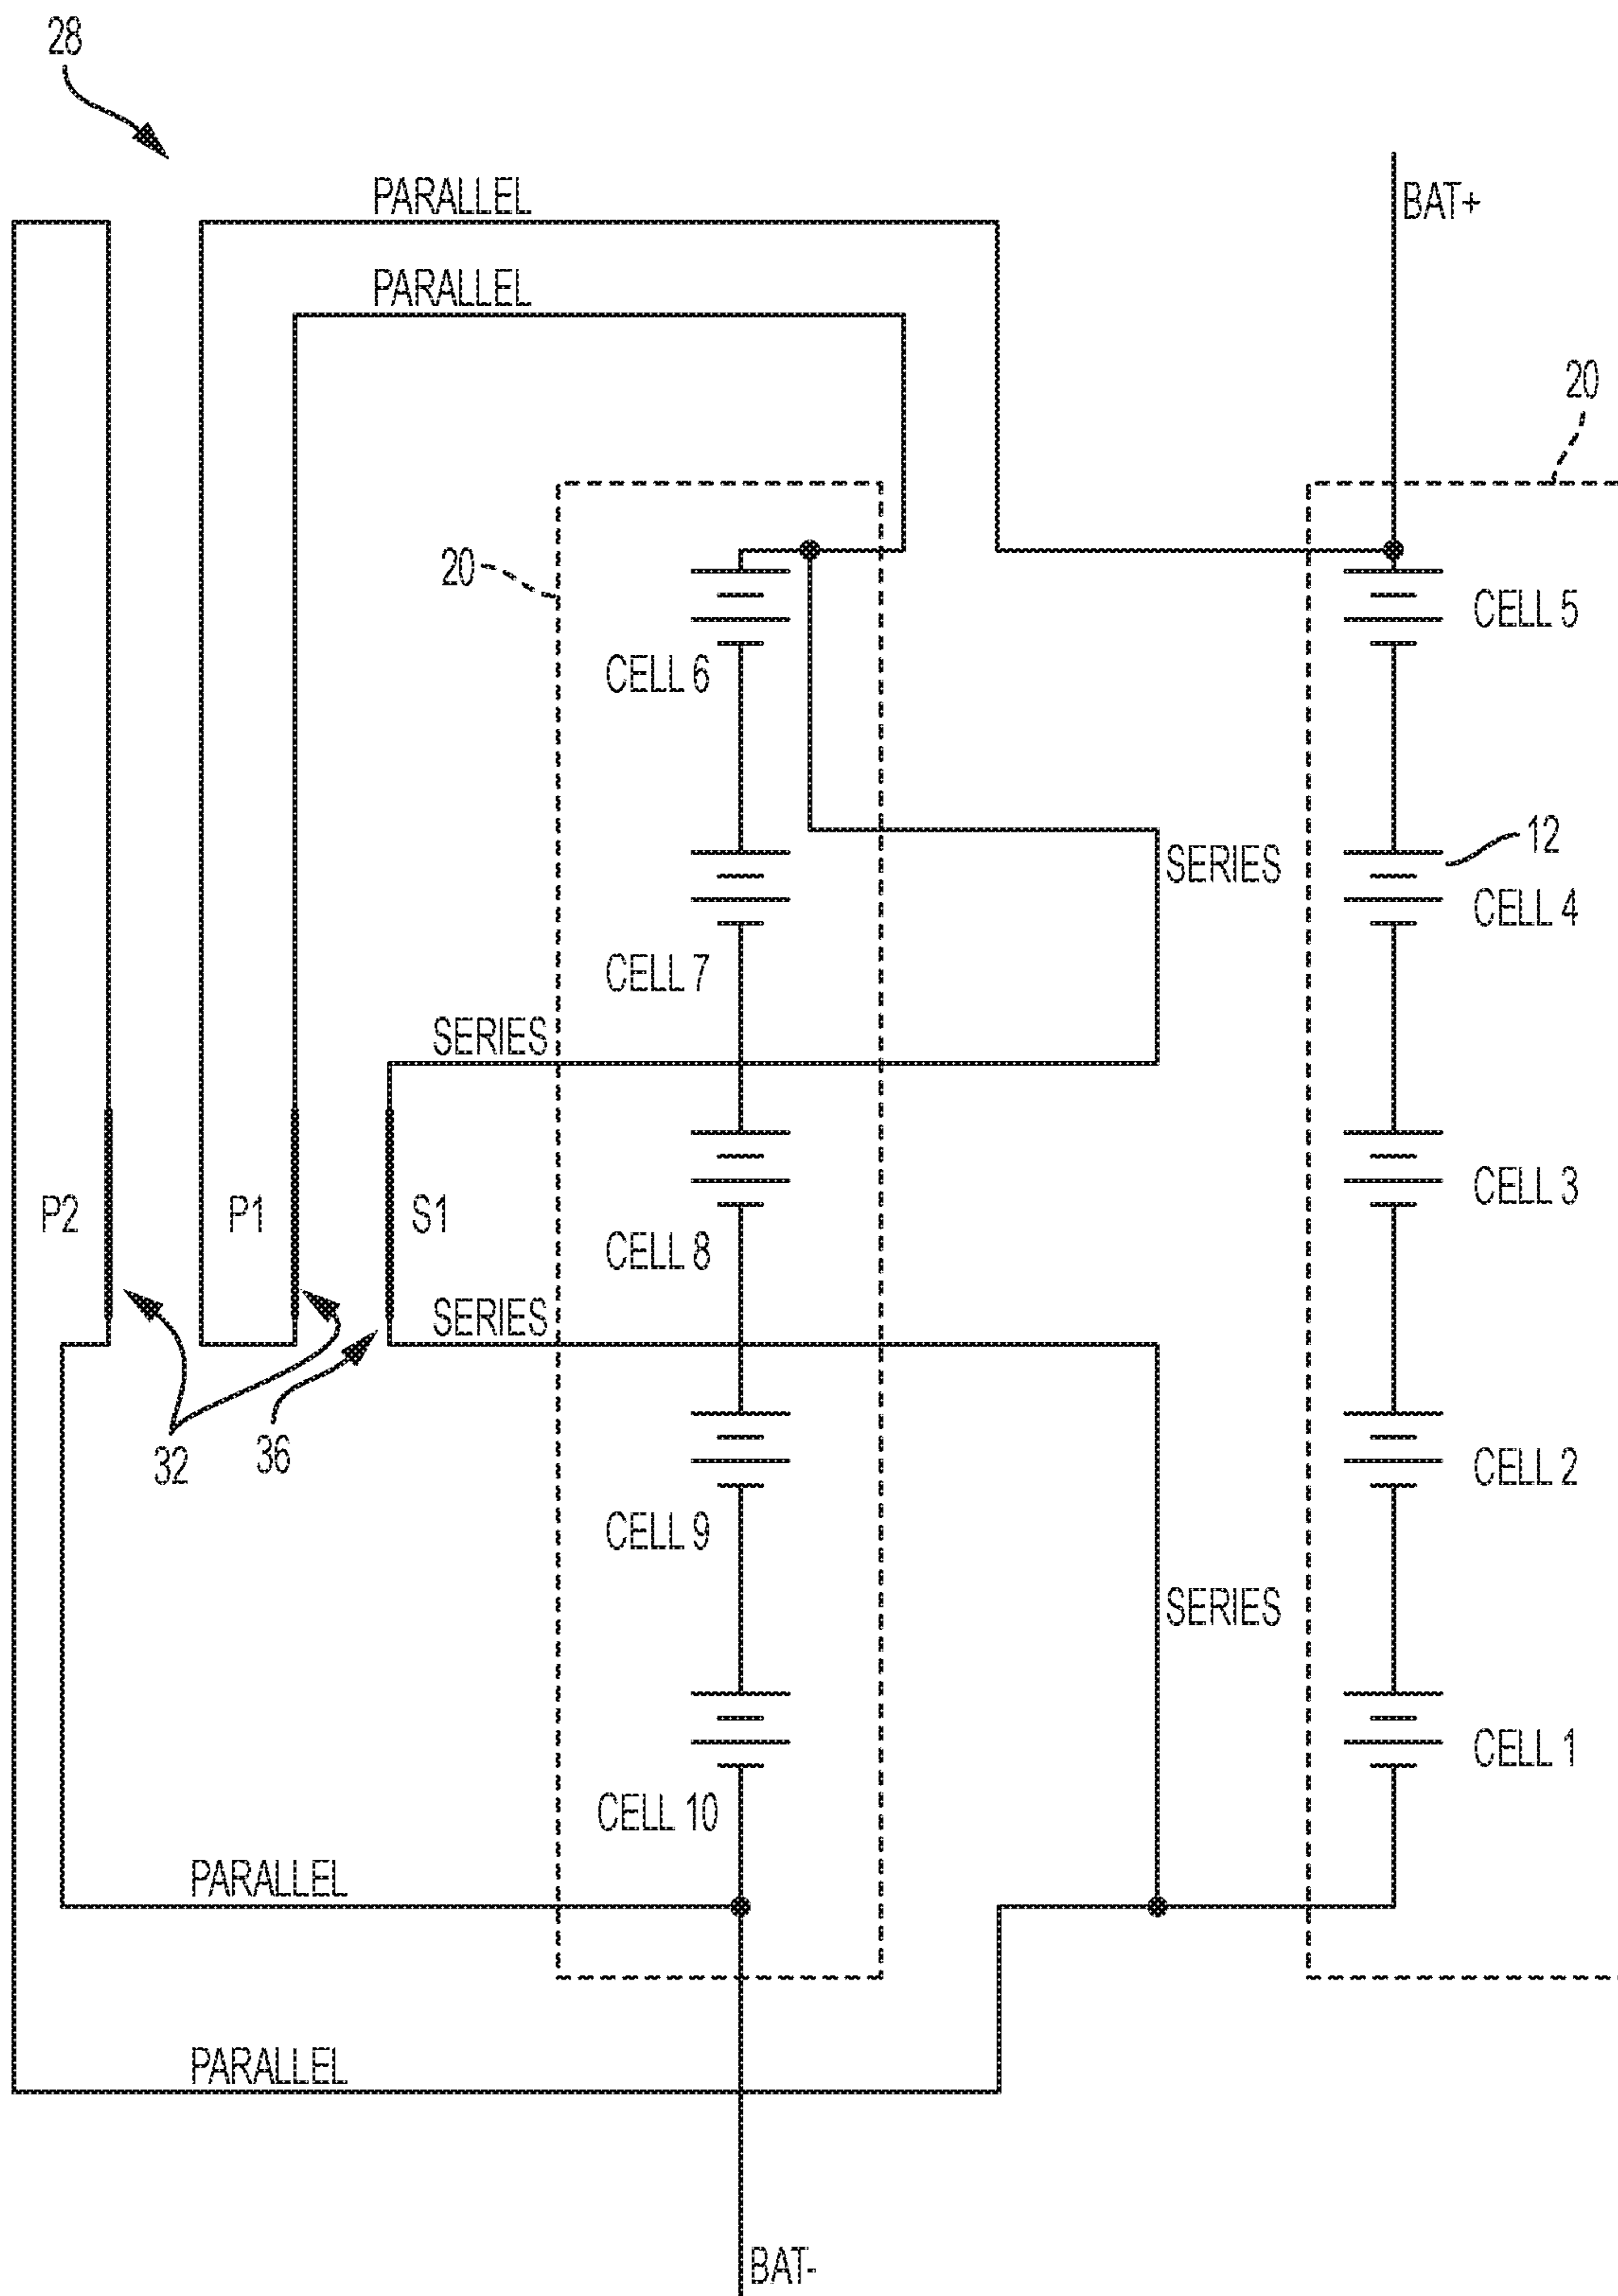 28
PARALLEL
BAT+
PARALLEL
20
20
CELL 5
CELL 6
12
SERIES
CELL 4
CELL 7
SERIES
P2
P1
S1
CELL 3
CELL 8
SERIES
32
36
CELL 2
CELL 9
SERIES
CELL 1
CELL 10
PARALLEL
PARALLEL
BAT-